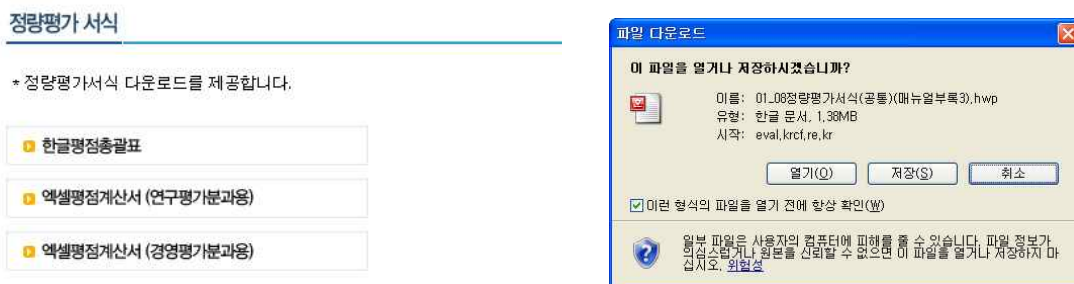 정량평가 서식
* 정량평가서식 다운로드를 제공합니다.
한글평점총괄표
엑셀평점계산서 (연구평가분과용)
엑셀평점계산서 (경영평가분과용)
파일 다운로드
이 파일을 열거나 저장하시겠습니까?
이름: 01_08정량평가서식(공통)(매뉴얼부록3).hwp
유형: 한글 문서, 1.38MB
시작: eval.krcf.re.kr
열기(O) 저장(S) 취소
이런 형식의 파일을 열기 전에 항상 확인(W)
일부 파일은 사용자의 컴퓨터에 피해를 줄 수 있습니다. 파일 정보가
의심스럽거나 원본을 신뢰할 수 없으면 이 파일을 열거나 저장하지 마
십시오. 위험성